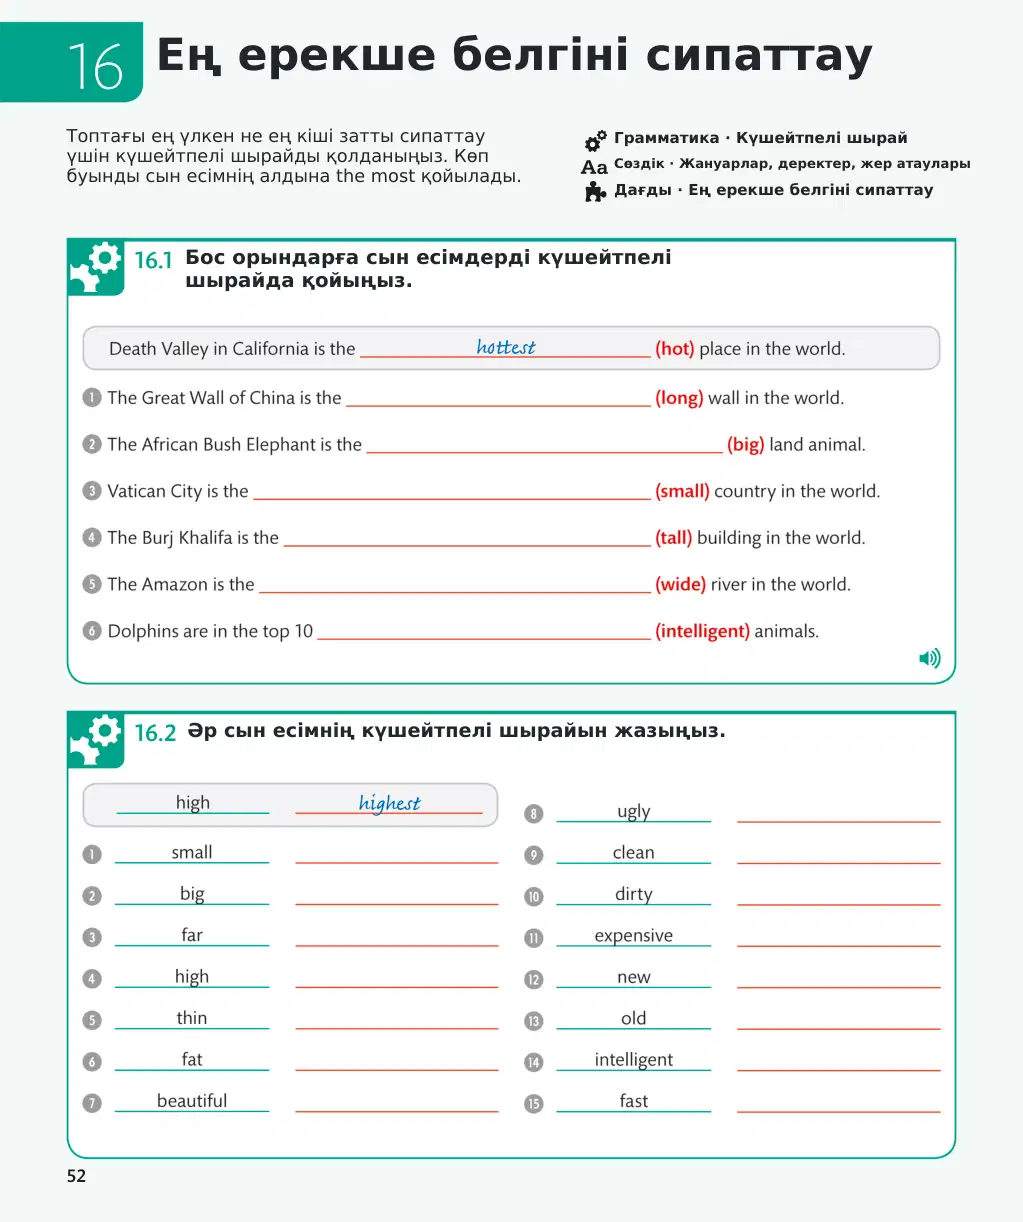 16
Ең ерекше белгіні сипаттау
Топтағы ең үлкен не ең кіші затты сипаттау
үшін күшейтпелі шырайды қолданыңыз. Көп
буынды сын есімнің алдына the most қойылады.
Грамматика · Күшейтпелі шырай
Aa Сөздік · Жануарлар, деректер, жер атаулары
Дағды · Ең ерекше белгіні сипаттау
16.1 Бос орындарға сын есімдерді күшейтпелі
шырайда қойыңыз.
Death Valley in California is the hottest (hot) place in the world.
1 The Great Wall of China is the (long) wall in the world.
2 The African Bush Elephant is the (big) land animal.
3 Vatican City is the (small) country in the world.
4 The Burj Khalifa is the (tall) building in the world.
5 The Amazon is the (wide) river in the world.
6 Dolphins are in the top 10 (intelligent) animals.
16.2 Әр сын есімнің күшейтпелі шырайын жазыңыз.
high highest
1 small
2 big
3 far
4 high
5 thin
6 fat
7 beautiful
8 ugly
9 clean
10 dirty
11 expensive
12 new
13 old
14 intelligent
15 fast
52